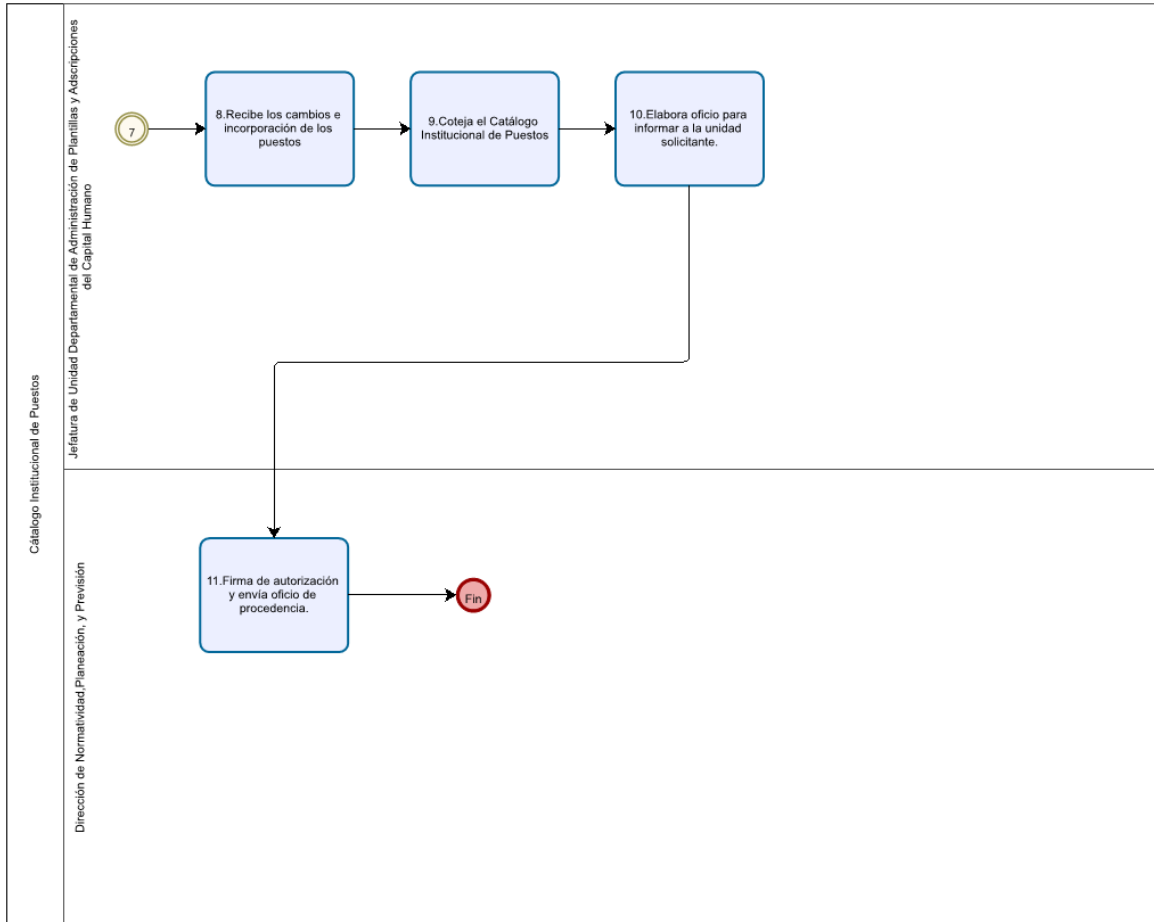 Cátalogo Institucional de Puestos
Jefatura de Unidad Departamental de Administración de Plantillas y Adscripciones
del Capital Humano
7
8.Recibe los cambios e
incorporación de los
puestos
9.Coteja el Catálogo
Institucional de Puestos
10.Elabora oficio para
informar a la unidad
solicitante.
Dirección de Normatividad,Planeación, y Previsión
11.Firma de autorización
y envía oficio de
procedencia.
Fin